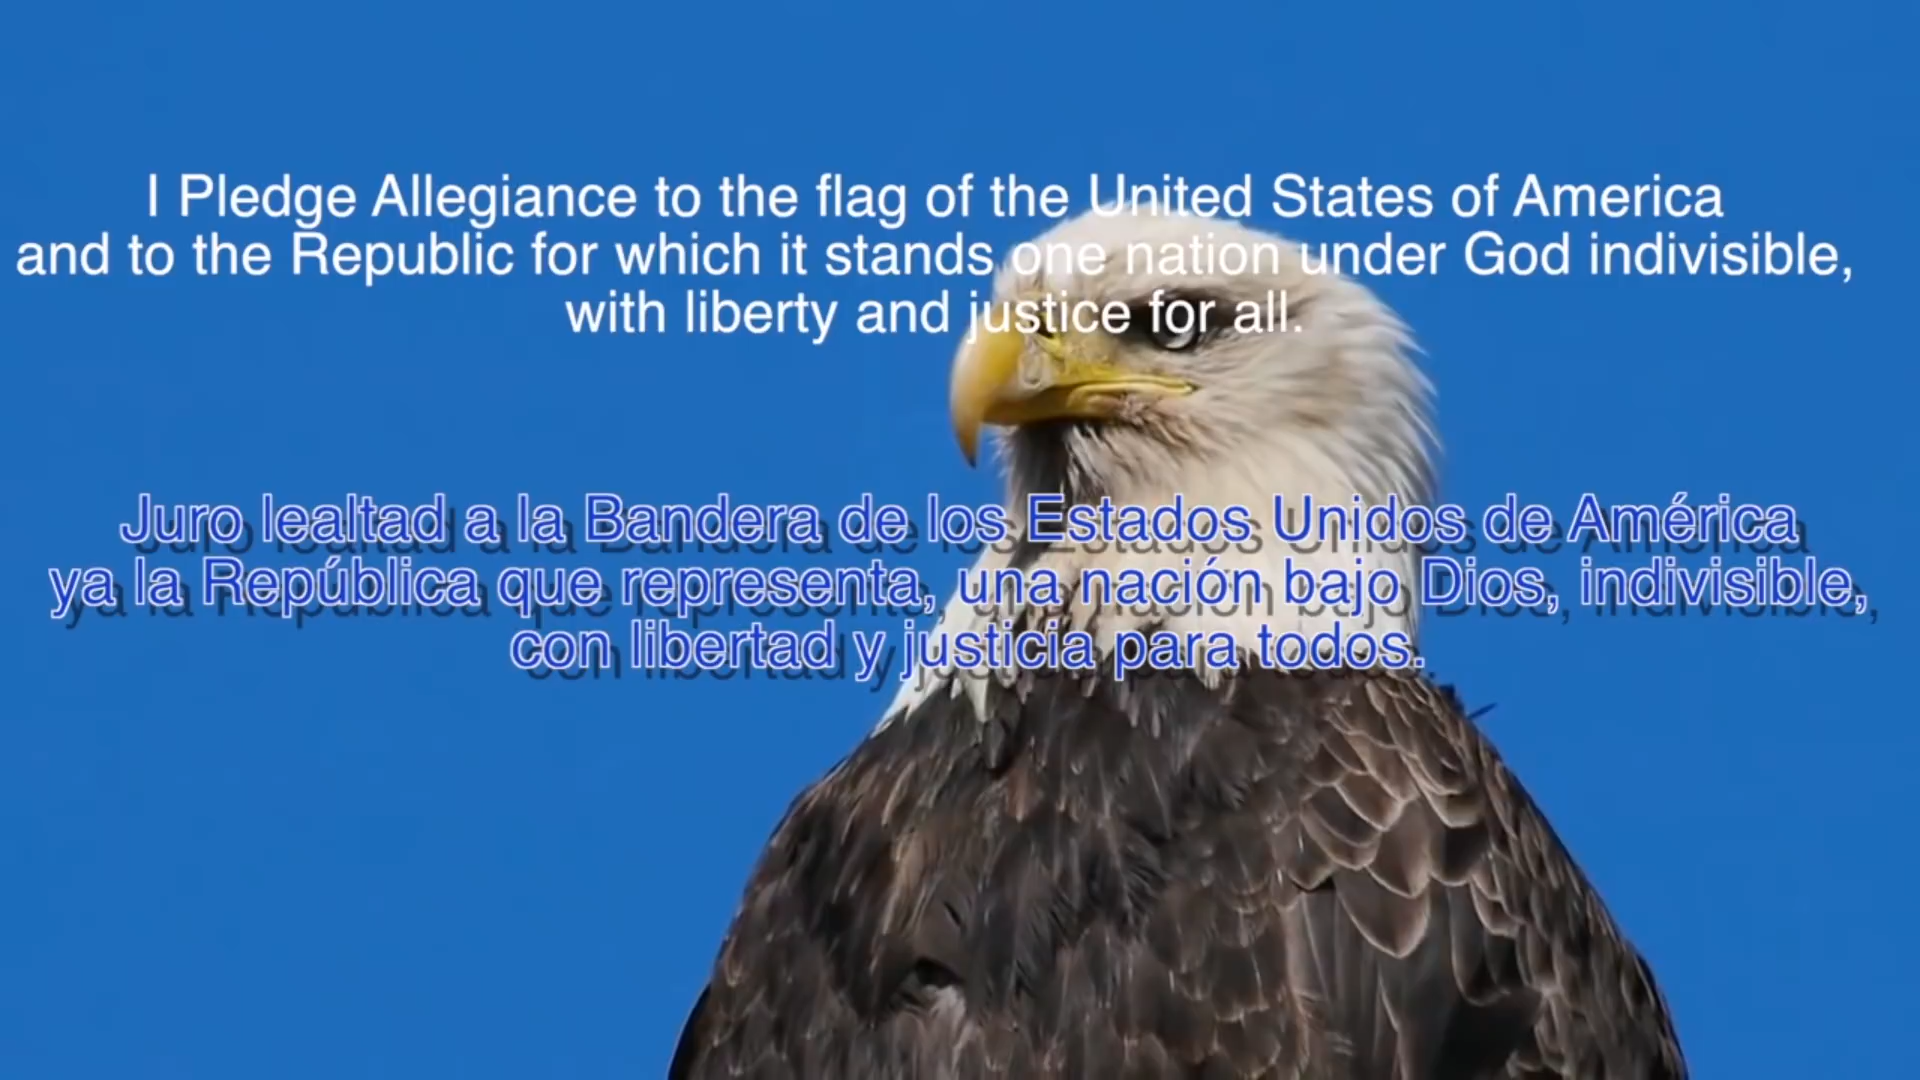 I Pledge Allegiance to the flag of the United States of America
and to the Republic for which it stands one nation under God indivisible,
with liberty and justice for all.
Juro lealtad a la Bandera de los Estados Unidos de América
ya la República que representa, una nación bajo Dios, indivisible,
con libertad y justicia para todos.